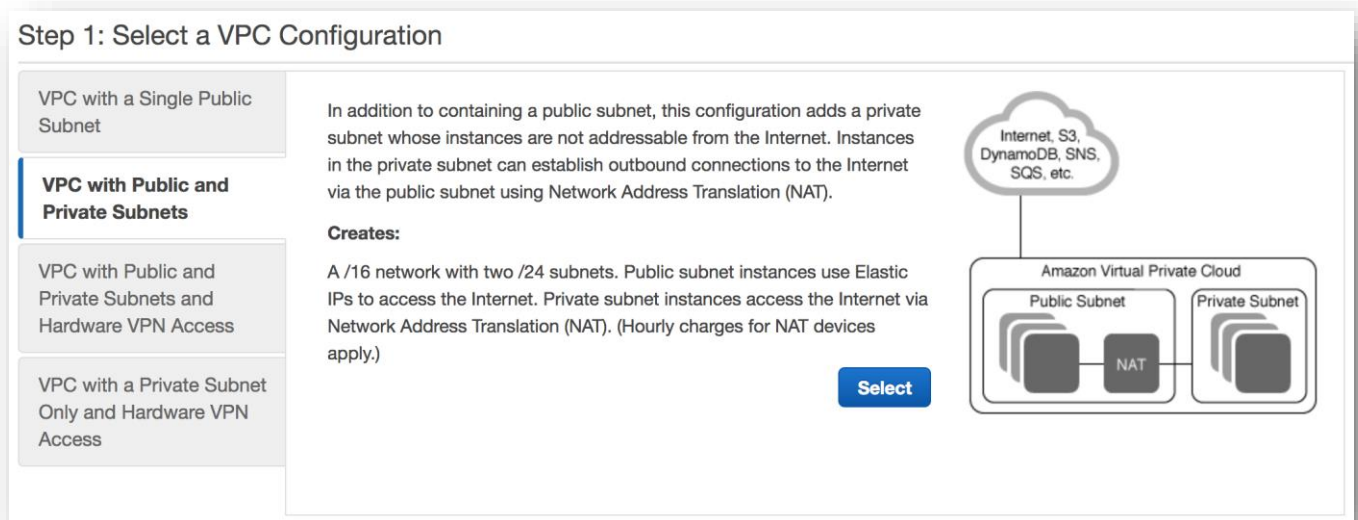 Step 1: Select a VPC Configuration
VPC with a Single Public
Subnet
VPC with Public and
Private Subnets
VPC with Public and
Private Subnets and
Hardware VPN Access
VPC with a Private Subnet
Only and Hardware VPN
Access
In addition to containing a public subnet, this configuration adds a private
subnet whose instances are not addressable from the Internet. Instances
in the private subnet can establish outbound connections to the Internet
via the public subnet using Network Address Translation (NAT).
Creates:
A /16 network with two /24 subnets. Public subnet instances use Elastic
IPs to access the Internet. Private subnet instances access the Internet via
Network Address Translation (NAT). (Hourly charges for NAT devices
apply.)
Select
Internet, S3,
DynamoDB, SNS,
SQS, etc.
Amazon Virtual Private Cloud
Public Subnet
Private Subnet
NAT